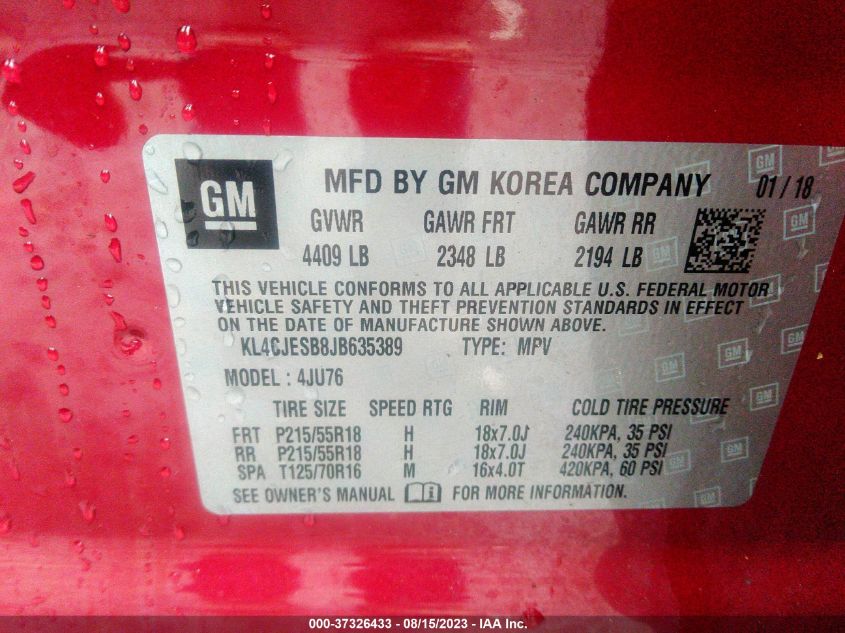 GM MFD BY GM KOREA COMPANY 01/18
GVWR GAWR FRT GAWR RR
4409 LB 2348 LB 2194 LB
THIS VEHICLE CONFORMS TO ALL APPLICABLE U.S. FEDERAL MOTOR
VEHICLE SAFETY AND THEFT PREVENTION STANDARDS IN EFFECT
ON THE DATE OF MANUFACTURE SHOWN ABOVE.
KL4CJESB8JB635389 TYPE: MPV
MODEL : 4JU76
TIRE SIZE SPEED RTG RIM COLD TIRE PRESSURE
FRT P215/55R18 H 18x7.0J 240KPA, 35 PSI
RR P215/55R18 H 18x7.0J 240KPA, 35 PSI
SPA T125/70R16 M 16x4.0T 420KPA, 60 PSI
SEE OWNER'S MANUAL FOR MORE INFORMATION.
000-37326433 - 08/15/2023 - IAA Inc.